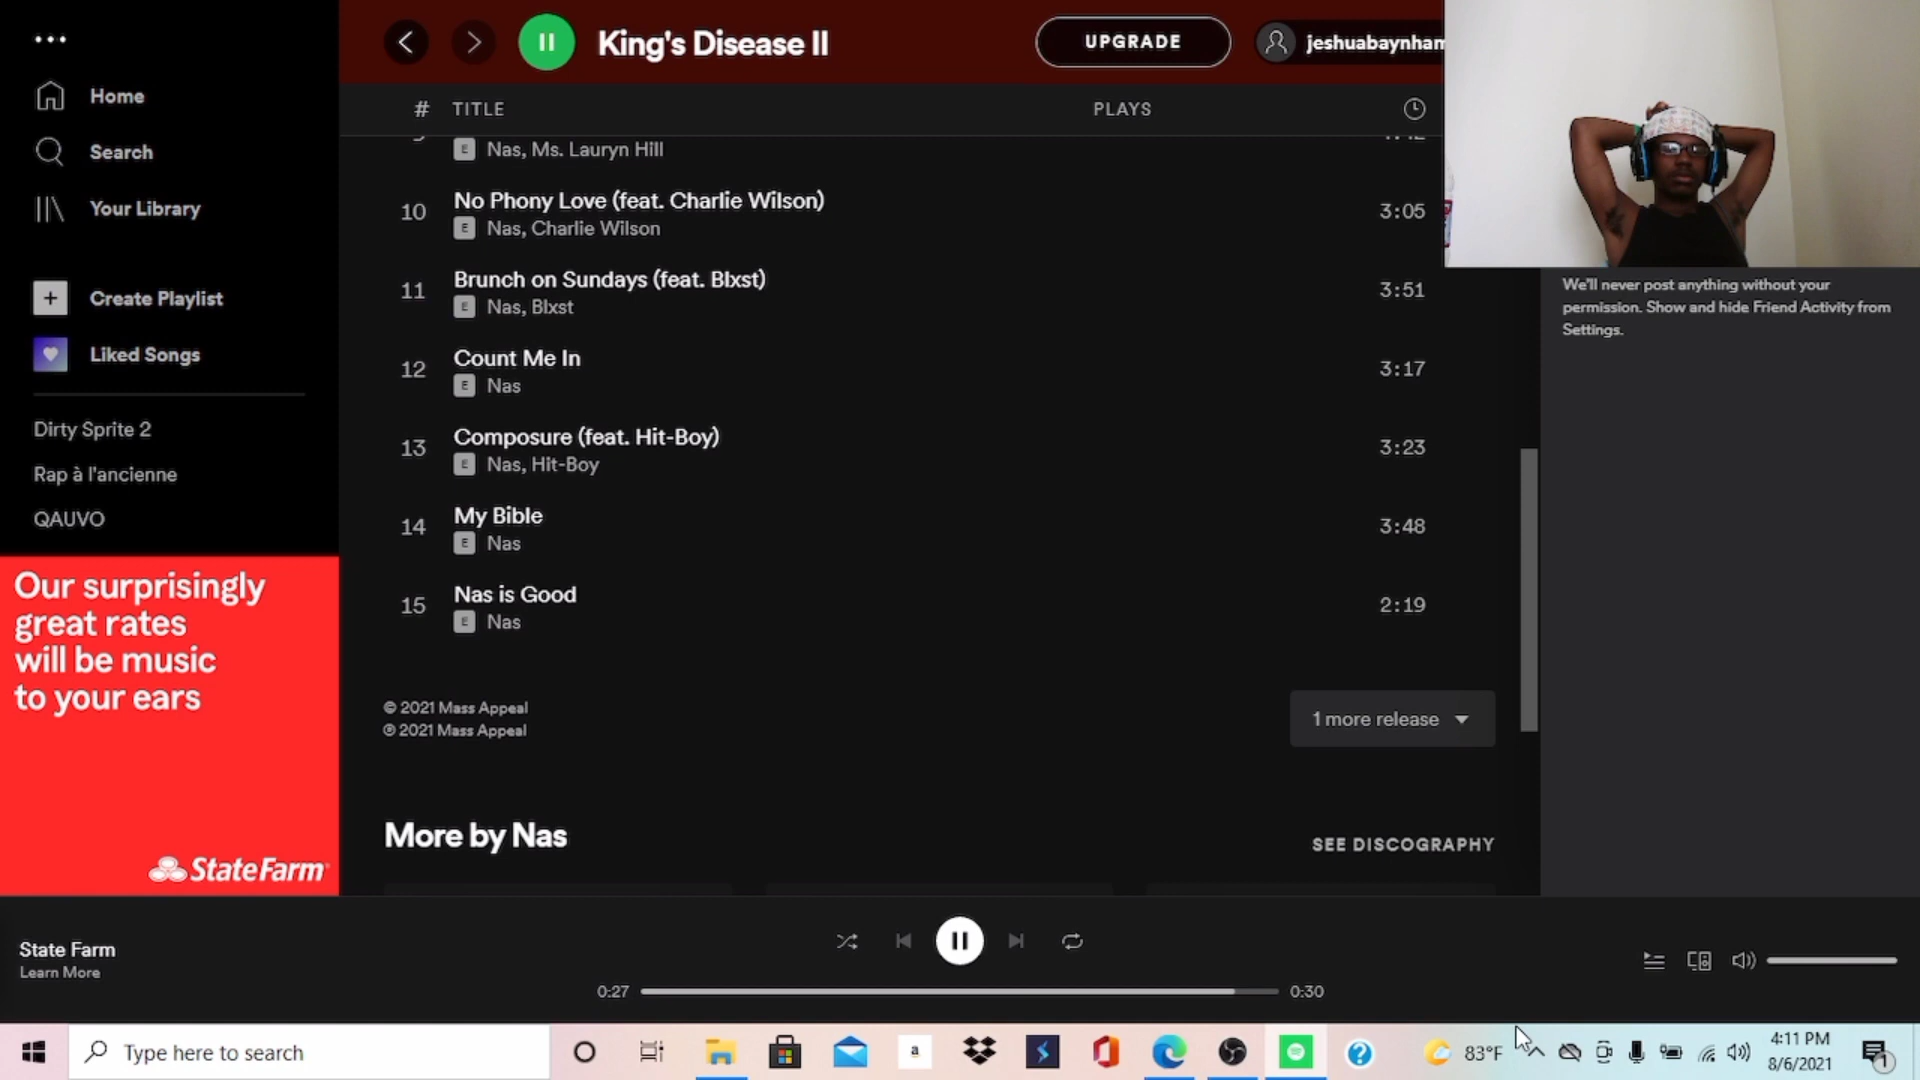 King's Disease II
UPGRADE
jeshuabaynham
Home
Search
Your Library
Create Playlist
Liked Songs
Dirty Sprite 2
Rap à l'ancienne
QAUVO
Our surprisingly
great rates
will be music
to your ears
StateFarm
# TITLE PLAYS
E Nas, Ms. Lauryn Hill
10 No Phony Love (feat. Charlie Wilson) 3:05
E Nas, Charlie Wilson
11 Brunch on Sundays (feat. Blxst) 3:51
E Nas, Blxst
12 Count Me In 3:17
E Nas
13 Composure (feat. Hit-Boy) 3:23
E Nas, Hit-Boy
14 My Bible 3:48
E Nas
15 Nas is Good 2:19
E Nas
© 2021 Mass Appeal
℗ 2021 Mass Appeal
1 more release
More by Nas
SEE DISCOGRAPHY
We'll never post anything without your
permission. Show and hide Friend Activity from
Settings.
State Farm
Learn More
0:27
0:30
Type here to search
a
83°F
4:11 PM
8/6/2021
1